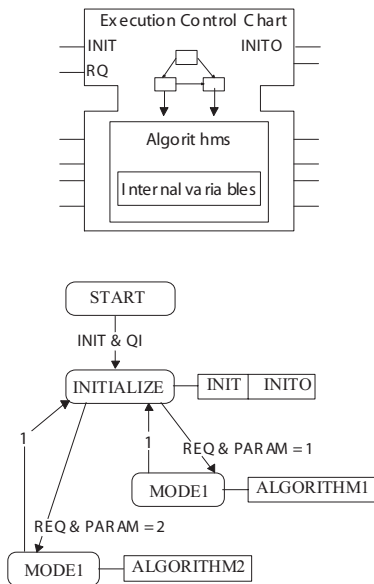 Execution Control Chart
INIT INITO
RQ
Algorithms
Internal variables
START
INIT & QI
INITIALIZE INIT INITO
1 1 REQ & PARAM = 1
MODE1 ALGORITHM1
REQ & PARAM = 2
MODE1 ALGORITHM2